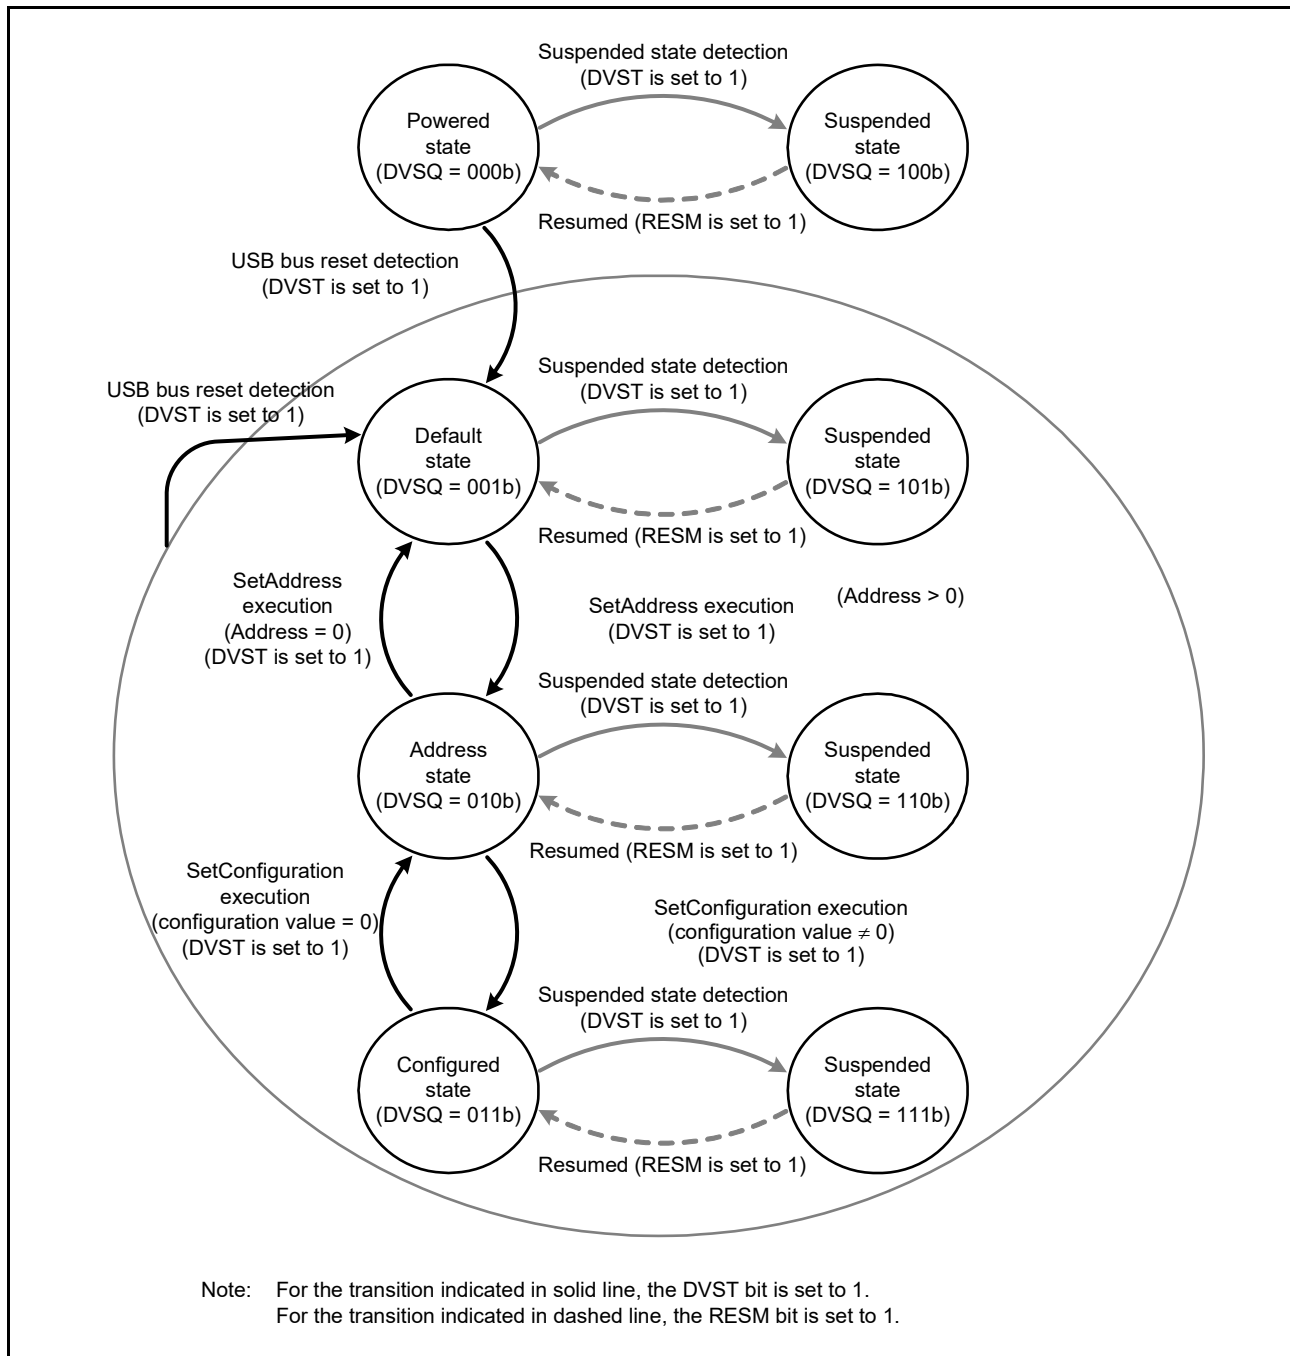 Suspended state detection
(DVST is set to 1)
Powered
state
(DVSQ = 000b)
Suspended
state
(DVSQ = 100b)
Resumed (RESM is set to 1)
USB bus reset detection
(DVST is set to 1)
Suspended state detection
(DVST is set to 1)
USB bus reset detection
(DVST is set to 1)
Default
state
(DVSQ = 001b)
Suspended
state
(DVSQ = 101b)
Resumed (RESM is set to 1)
SetAddress
execution
(Address = 0)
(DVST is set to 1)
SetAddress execution
(DVST is set to 1)
(Address > 0)
Suspended state detection
(DVST is set to 1)
Address
state
(DVSQ = 010b)
Suspended
state
(DVSQ = 110b)
Resumed (RESM is set to 1)
SetConfiguration
execution
(configuration value = 0)
(DVST is set to 1)
SetConfiguration execution
(configuration value ≠ 0)
(DVST is set to 1)
Suspended state detection
(DVST is set to 1)
Configured
state
(DVSQ = 011b)
Suspended
state
(DVSQ = 111b)
Resumed (RESM is set to 1)
Note: For the transition indicated in solid line, the DVST bit is set to 1.
For the transition indicated in dashed line, the RESM bit is set to 1.